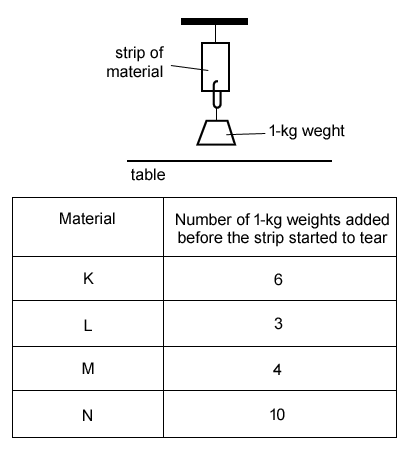 strip of
material
1-kg weght
table
Material
Number of 1-kg weights added
before the strip started to tear
K
6
L
3
M
4
N
10